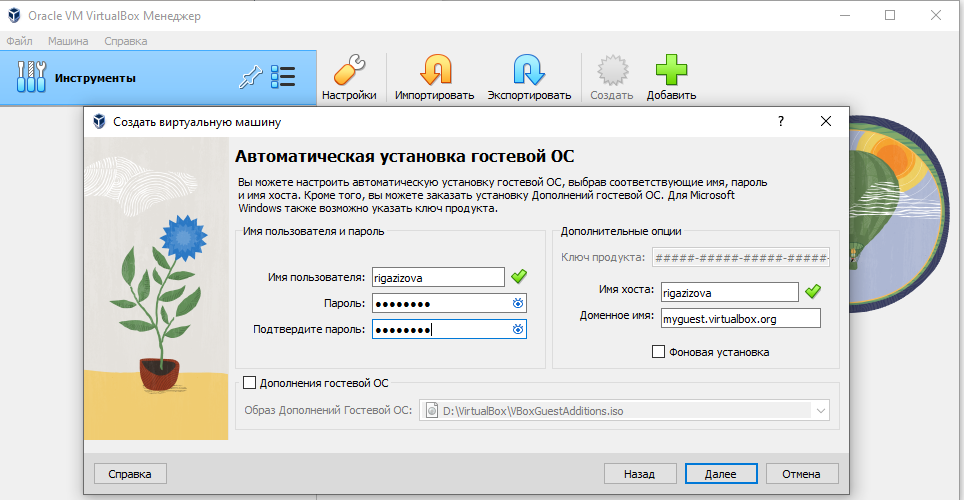 Oracle VM VirtualBox Менеджер
Файл Машина Справка
Инструменты
Настройки Импортировать Экспортировать Создать Добавить
Создать виртуальную машину
?
Автоматическая установка гостевой ОС
Вы можете настроить автоматическую установку гостевой ОС, выбрав соответствующие имя, пароль
и имя хоста. Кроме того, вы можете заказать установку Дополнений гостевой ОС. Для Microsoft
Windows также возможно указать ключ продукта.
Имя пользователя и пароль
Имя пользователя: rigazizova
Пароль: ●●●●●●●●
Подтвердите пароль: ●●●●●●●●
Дополнительные опции
Ключ продукта: #####-#####-#####-#####-
Имя хоста: rigazizova
Доменное имя: myguest.virtualbox.org
Фоновая установка
Дополнения гостевой ОС
Образ Дополнений Гостевой ОС: D:\VirtualBox\VBoxGuestAdditions.iso
Справка Назад Далее Отмена